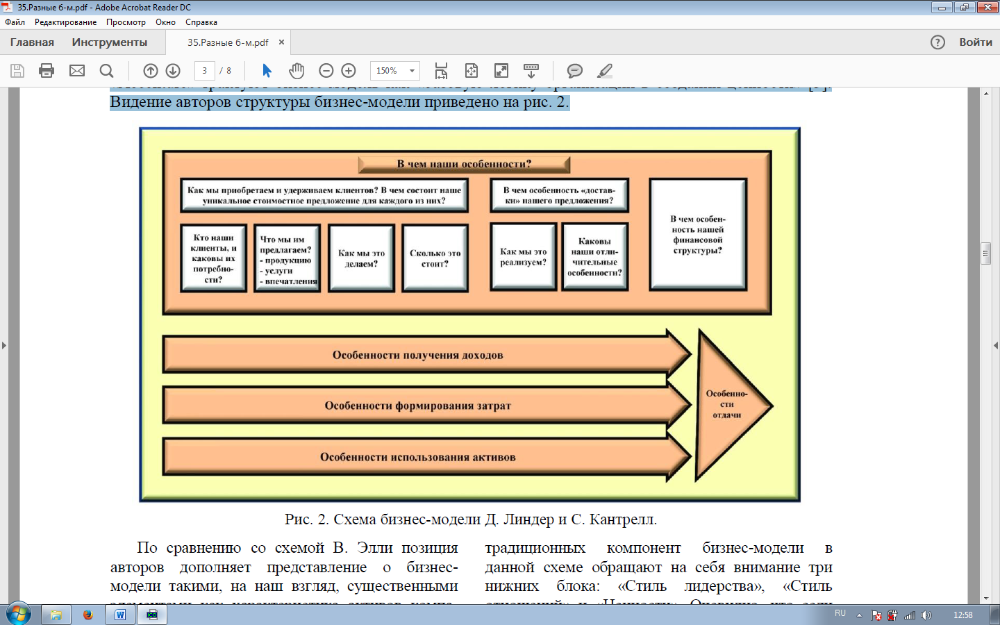 35.Разные б-м.pdf - Adobe Acrobat Reader DC
Файл Редактирование Просмотр Окно Справка
Главная Инструменты 35.Разные б-м.pdf × ? Войти
3 / 8 150%
Видение авторов структуры бизнес-модели приведено на рис. 2.
В чем наши особенности?
Как мы приобретаем и удерживаем клиентов? В чем состоит наше
уникальное стоимостное предложение для каждого из них?
Кто наши
клиенты, и
каковы их
потребно-
сти?
Что мы им
предлагаем?
- продукцию
- услуги
- впечатления
Как мы это
делаем?
Сколько это
стоит?
В чем особенность «достав-
ки» нашего предложения?
Как мы это
реализуем?
Каковы
наши отли-
чительные
особенности?
В чем особен-
ность нашей
финансовой
структуры?
Особенности получения доходов
Особенности формирования затрат
Особенности использования активов
Особенно-
сти
отдачи
Рис. 2. Схема бизнес-модели Д. Линдер и С. Кантрелл.
По сравнению со схемой В. Элли позиция
авторов дополняет представление о бизнес-
модели такими, на наш взгляд, существенными
традиционных компонент бизнес-модели в
данной схеме обращают на себя внимание три
нижних блока: «Стиль лидерства», «Стиль
RU 12:58